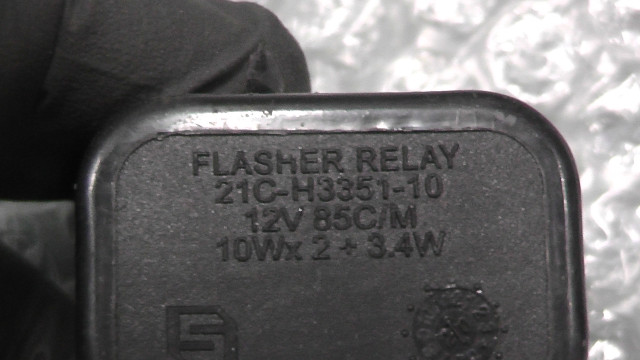 FLASHER RELAY
21C-H3351-10
12V 85C/M
10Wx 2 + 3.4W